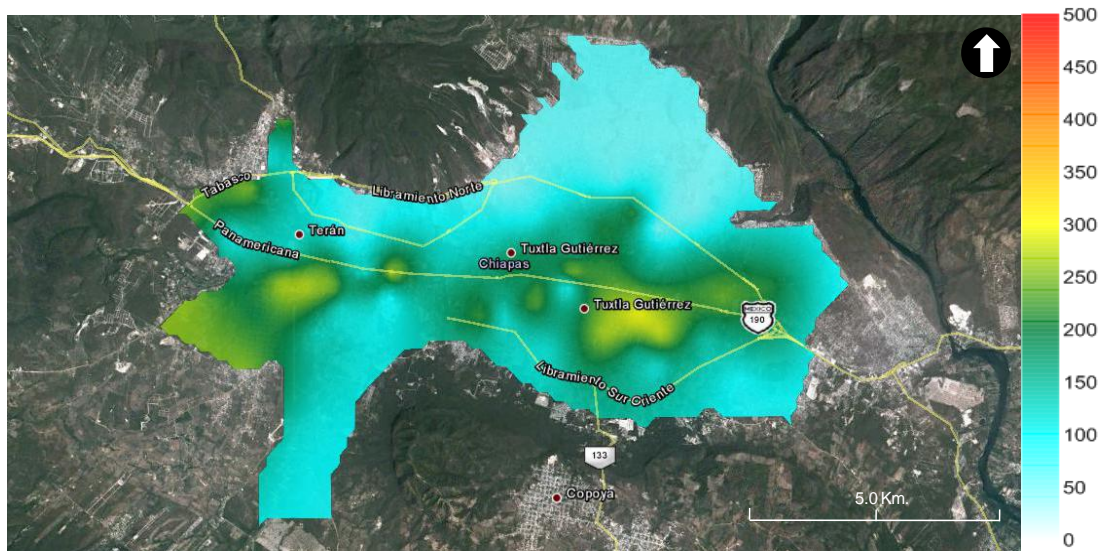 500
450
400
350
300
250
200
150
100
50
0
Tabasco
Libramiento Norte
Terán
Panamericana
Tuxtla Gutiérrez
Chiapas
Tuxtla Gutiérrez
MEXICO
190
Libramiento Sur Oriente
133
Copoya
5.0 Km.